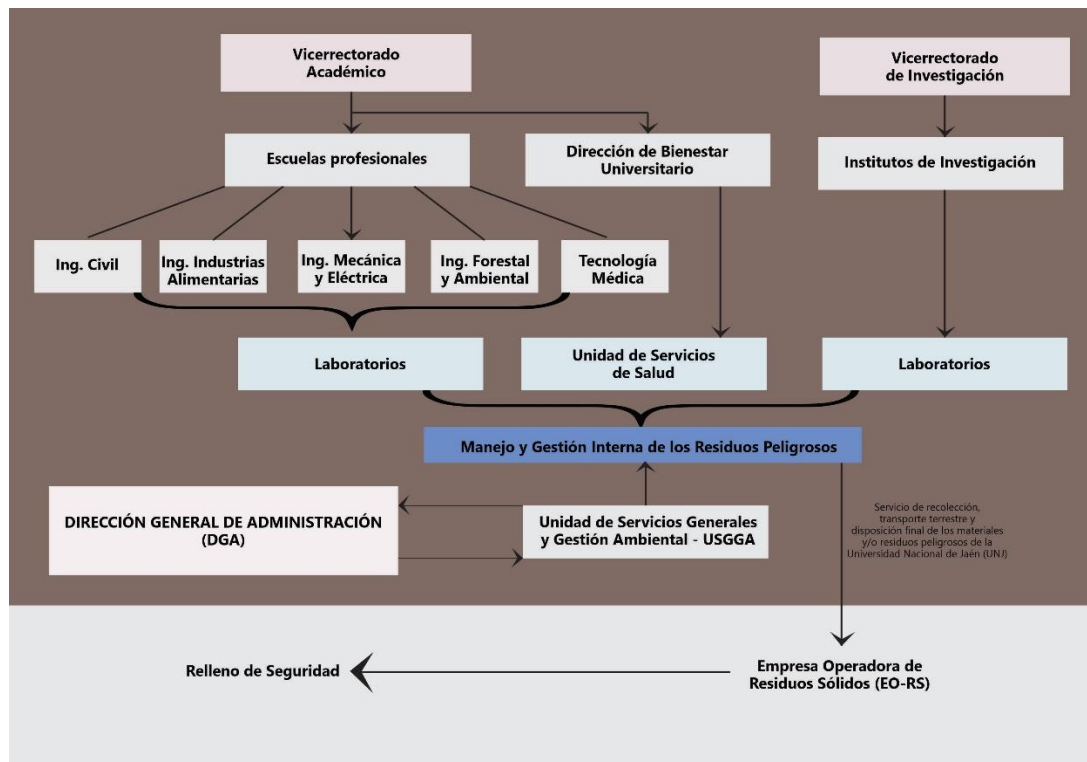 Vicerrectorado
Académico
Vicerrectorado
de Investigación
Escuelas profesionales
Dirección de Bienestar
Universitario
Institutos de Investigación
Ing. Civil
Ing. Industrias
Alimentarias
Ing. Mecánica
y Eléctrica
Ing. Forestal
y Ambiental
Tecnología
Médica
Laboratorios
Unidad de Servicios
de Salud
Laboratorios
Manejo y Gestión Interna de los Residuos Peligrosos
DIRECCIÓN GENERAL DE ADMINISTRACIÓN
(DGA)
Unidad de Servicios Generales
y Gestión Ambiental - USGGA
Servicio de recolección,
transporte terrestre y
disposición final de los materiales
y/o residuos peligrosos de la
Universidad Nacional de Jaén (UNJ)
Relleno de Seguridad
Empresa Operadora de
Residuos Sólidos (EO-RS)